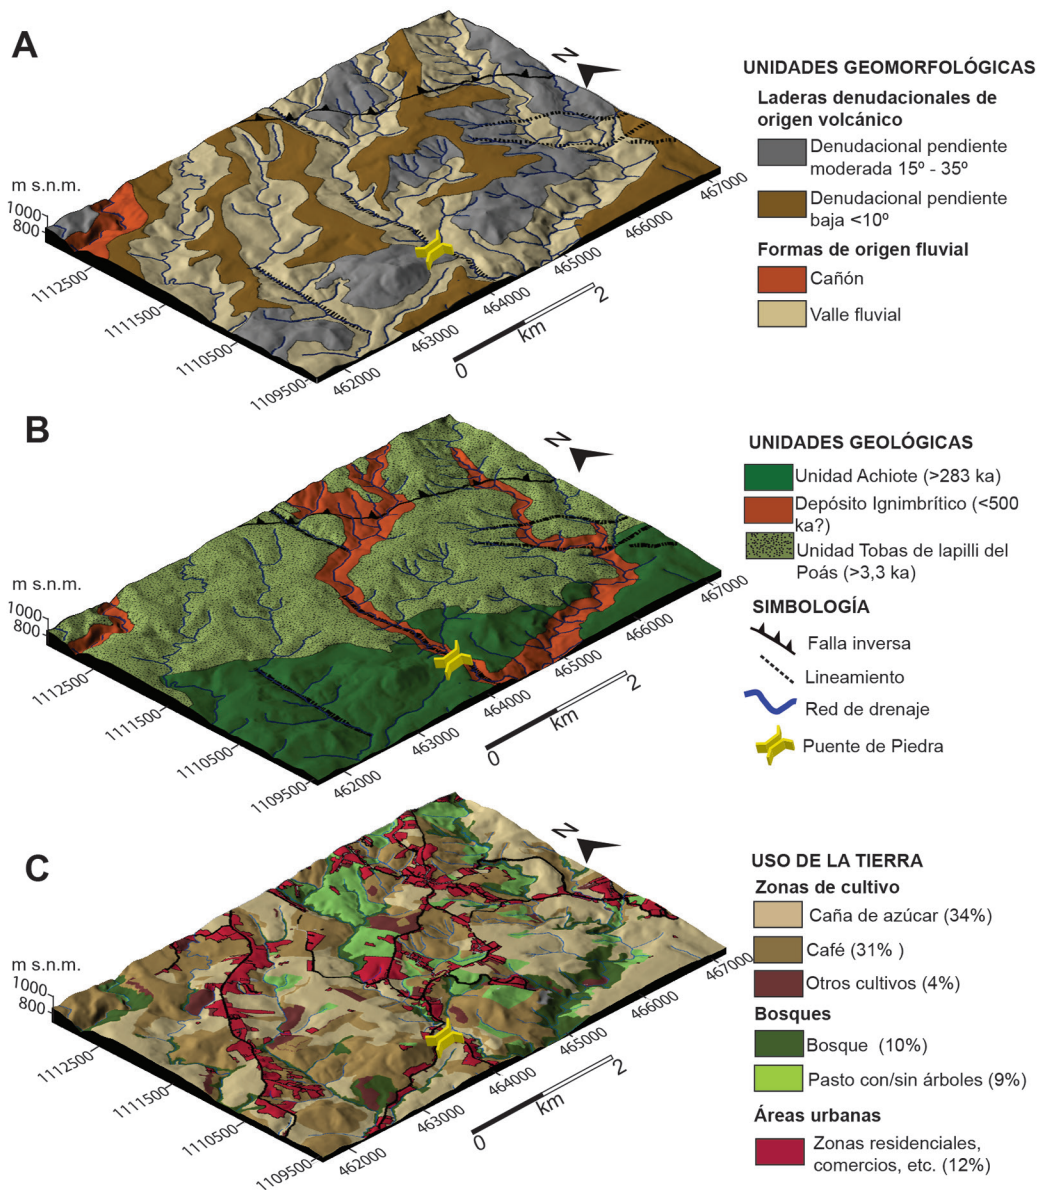 A
N
m s.n.m.
1000
800
1112500
1111500
1110500
1109500
462000
463000
464000
465000
466000
467000
0
km
2
UNIDADES GEOMORFOLÓGICAS
Laderas denudacionales de
origen volcánico
Denudacional pendiente
moderada 15º - 35º
Denudacional pendiente
baja <10º
Formas de origen fluvial
Cañón
Valle fluvial
B
N
m s.n.m.
1000
800
1112500
1111500
1110500
1109500
462000
463000
464000
465000
466000
467000
0
km
2
UNIDADES GEOLÓGICAS
Unidad Achiote (>283 ka)
Depósito Ignimbrítico (<500
ka?)
Unidad Tobas de lapilli del
Poás (>3,3 ka)
SIMBOLOGÍA
Falla inversa
Lineamiento
Red de drenaje
Puente de Piedra
C
N
m s.n.m.
1000
800
1112500
1111500
1110500
1109500
462000
463000
464000
465000
466000
467000
0
km
2
USO DE LA TIERRA
Zonas de cultivo
Caña de azúcar (34%)
Café (31% )
Otros cultivos (4%)
Bosques
Bosque (10%)
Pasto con/sin árboles (9%)
Áreas urbanas
Zonas residenciales,
comercios, etc. (12%)